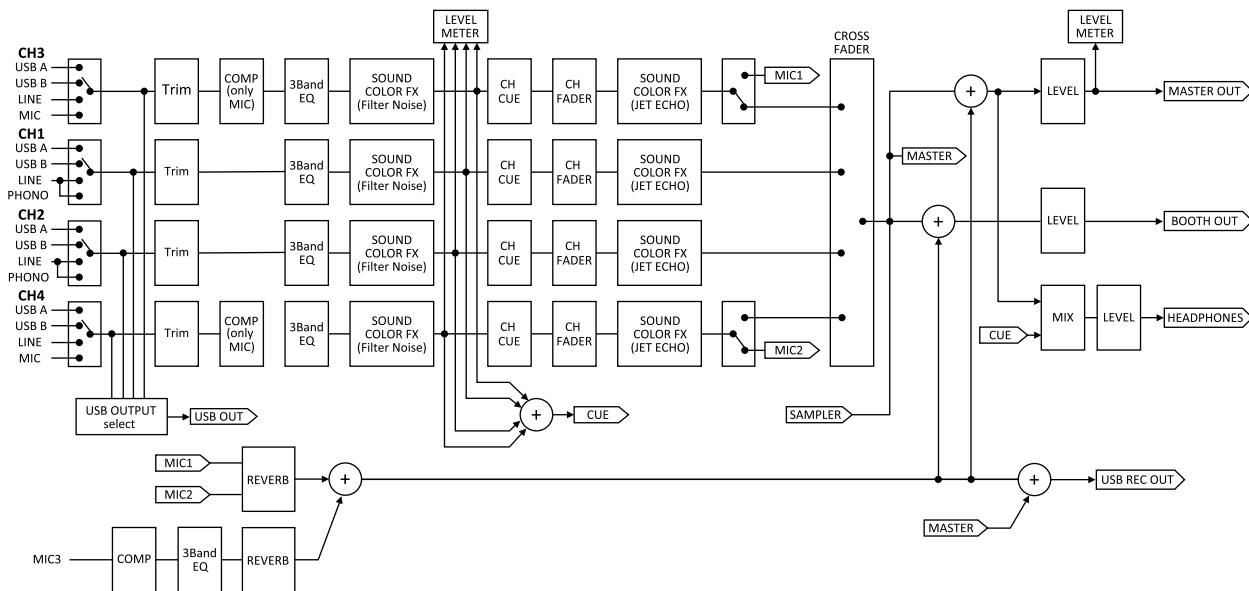 LEVEL
METER
LEVEL
METER
CROSS
FADER
CH3
USB A
USB B
LINE
MIC
Trim
COMP
(only
MIC)
3Band
EQ
SOUND
COLOR FX
(Filter Noise)
CH
CUE
CH
FADER
SOUND
COLOR FX
(JET ECHO)
MIC1
+
LEVEL
MASTER OUT
CH1
USB A
USB B
LINE
PHONO
Trim
3Band
EQ
SOUND
COLOR FX
(Filter Noise)
CH
CUE
CH
FADER
SOUND
COLOR FX
(JET ECHO)
MASTER
CH2
USB A
USB B
LINE
PHONO
Trim
3Band
EQ
SOUND
COLOR FX
(Filter Noise)
CH
CUE
CH
FADER
SOUND
COLOR FX
(JET ECHO)
+
LEVEL
BOOTH OUT
CH4
USB A
USB B
LINE
MIC
Trim
COMP
(only
MIC)
3Band
EQ
SOUND
COLOR FX
(Filter Noise)
CH
CUE
CH
FADER
SOUND
COLOR FX
(JET ECHO)
MIC2
CUE
MIX
LEVEL
HEADPHONES
USB OUTPUT
select
USB OUT
+
CUE
SAMPLER
MIC1
MIC2
REVERB
+
+
USB REC OUT
MASTER
MIC3
COMP
3Band
EQ
REVERB